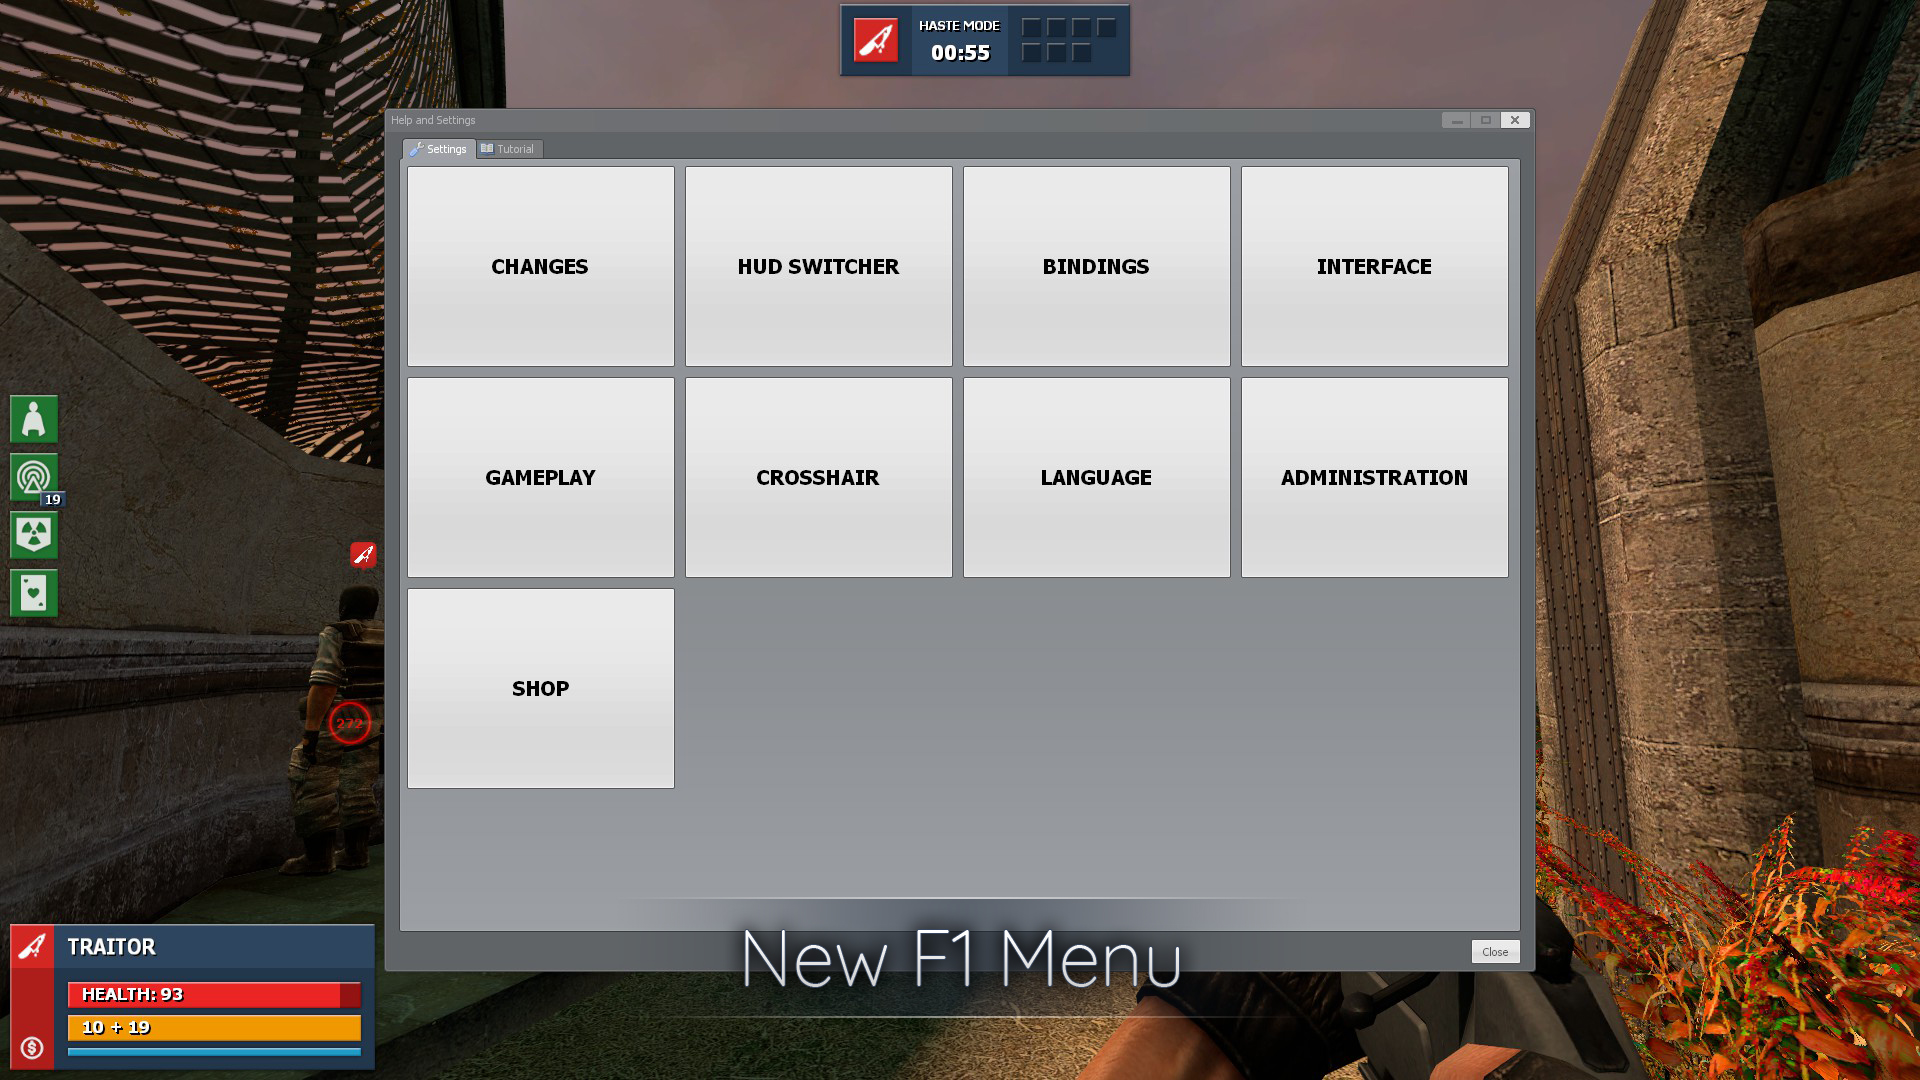 HASTE MODE
00:55
Help and Settings
Settings
Tutorial
CHANGES
HUD SWITCHER
BINDINGS
INTERFACE
GAMEPLAY
CROSSHAIR
LANGUAGE
ADMINISTRATION
19
SHOP
272
New F1 Menu
Close
TRAITOR
HEALTH: 93
10 + 19